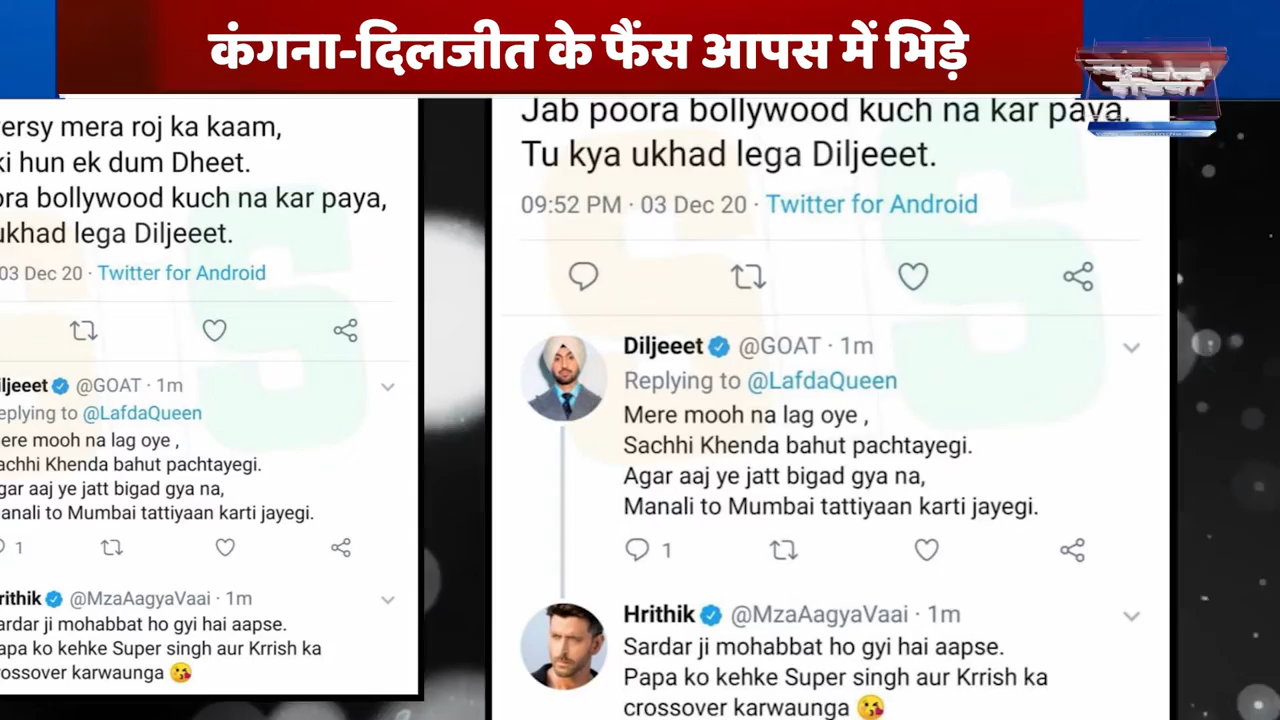 कंगना-दिलजीत के फैंस आपस में भिड़े
ersy mera roj ka kaam,
ki hun ek dum Dheet.
ora bollywood kuch na kar paya,
ukhad lega Diljeeet.
03 Dec 20 · Twitter for Android
iljeeet @GOAT · 1m
eplying to @LafdaQueen
ere mooh na lag oye ,
achhi Khenda bahut pachtayegi.
gar aaj ye jatt bigad gya na,
anali to Mumbai tattiyaan karti jayegi.
1
rithik @MzaAagyaVaai · 1m
ardar ji mohabbat ho gyi hai aapse.
apa ko kehke Super singh aur Krrish ka
rossover karwaunga 😘
Jab poora bollywood kuch na kar paya,
Tu kya ukhad lega Diljeeet.
09:52 PM · 03 Dec 20 · Twitter for Android
Diljeeet @GOAT · 1m
Replying to @LafdaQueen
Mere mooh na lag oye ,
Sachhi Khenda bahut pachtayegi.
Agar aaj ye jatt bigad gya na,
Manali to Mumbai tattiyaan karti jayegi.
1
Hrithik @MzaAagyaVaai · 1m
Sardar ji mohabbat ho gyi hai aapse.
Papa ko kehke Super singh aur Krrish ka
crossover karwaunga 😘